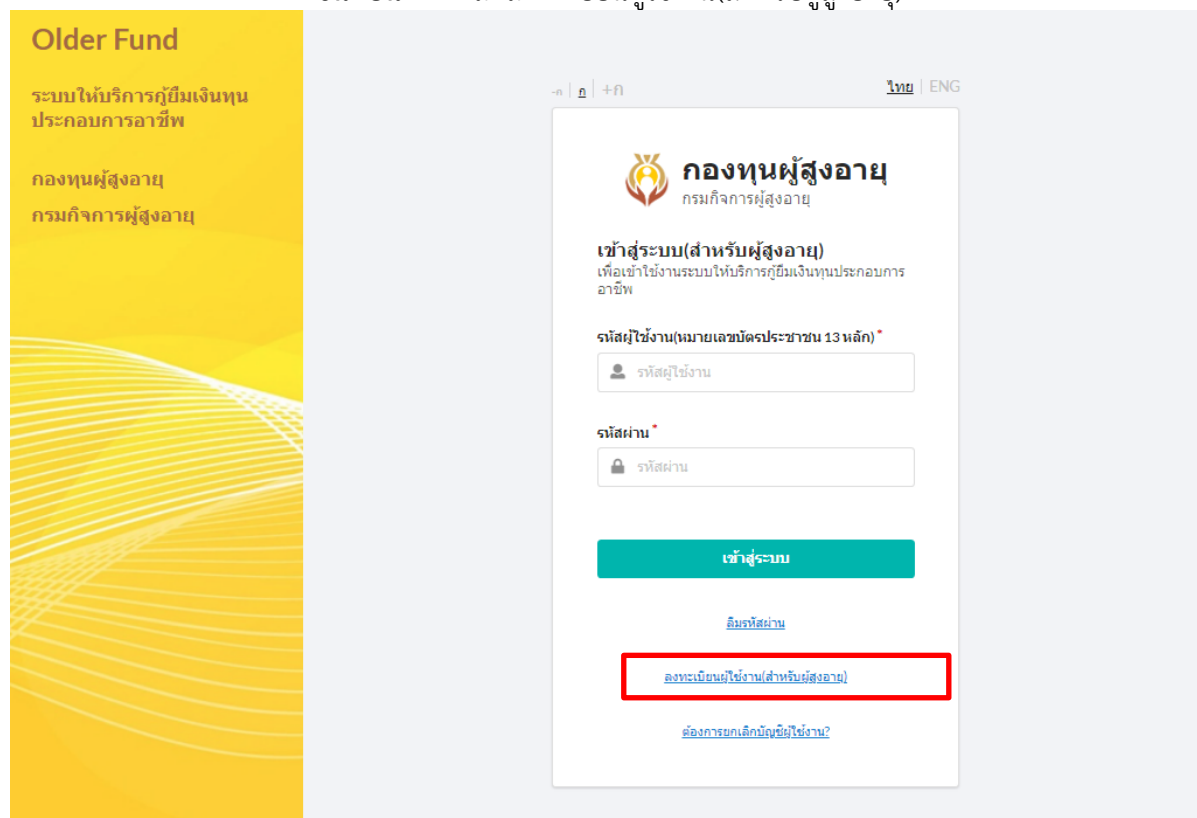 Older Fund
ระบบให้บริการกู้ยืมเงินทุน
ประกอบการอาชีพ
กองทุนผู้สูงอายุ
กรมกิจการผู้สูงอายุ
-ก | ก | +ก
ไทย | ENG
กองทุนผู้สูงอายุ
กรมกิจการผู้สูงอายุ
เข้าสู่ระบบ(สำหรับผู้สูงอายุ)
เพื่อเข้าใช้งานระบบให้บริการกู้ยืมเงินทุนประกอบการ
อาชีพ
รหัสผู้ใช้งาน(หมายเลขบัตรประชาชน 13 หลัก) *
รหัสผู้ใช้งาน
รหัสผ่าน *
รหัสผ่าน
เข้าสู่ระบบ
ลืมรหัสผ่าน
ลงทะเบียนผู้ใช้งาน(สำหรับผู้สูงอายุ)
ต้องการยกเลิกบัญชีผู้ใช้งาน?